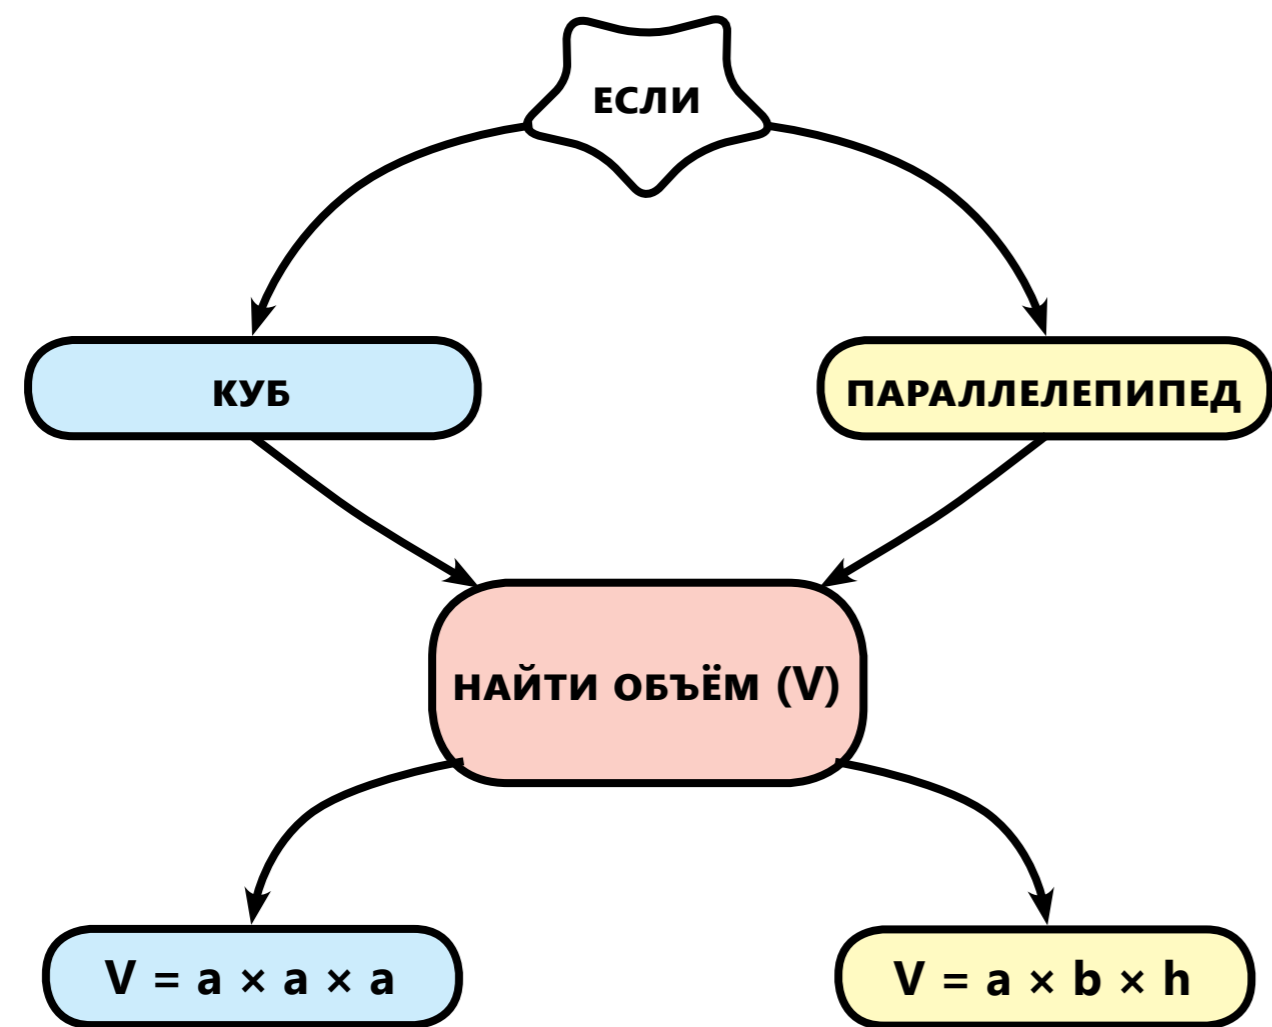 ЕСЛИ
КУБ
ПАРАЛЛЕЛЕПИПЕД
НАЙТИ ОБЪЁМ (V)
V = a × a × a
V = a × b × h